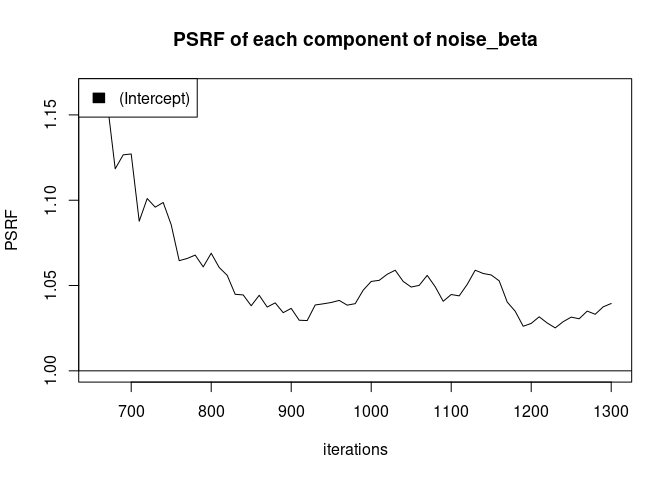 PSRF of each component of noise_beta
(Intercept)
PSRF
1.15
1.10
1.05
1.00
700 800 900 1000 1100 1200 1300
iterations